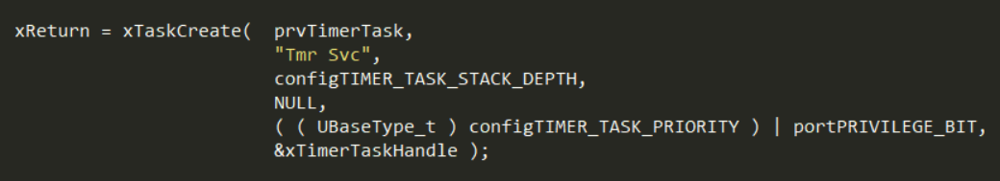 xReturn = xTaskCreate(  prvTimerTask,
                        "Tmr Svc",
                        configTIMER_TASK_STACK_DEPTH,
                        NULL,
                        ( ( UBaseType_t ) configTIMER_TASK_PRIORITY ) | portPRIVILEGE_BIT,
                        &xTimerTaskHandle );